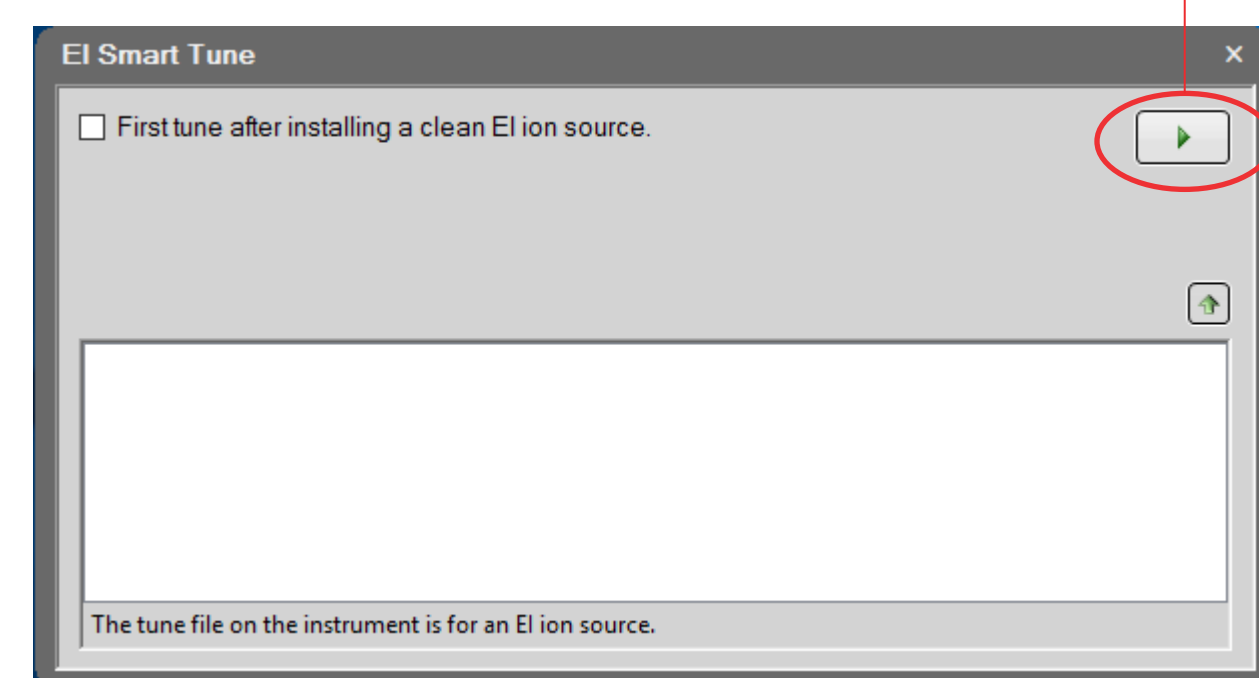 EI Smart Tune
First tune after installing a clean EI ion source.
The tune file on the instrument is for an EI ion source.